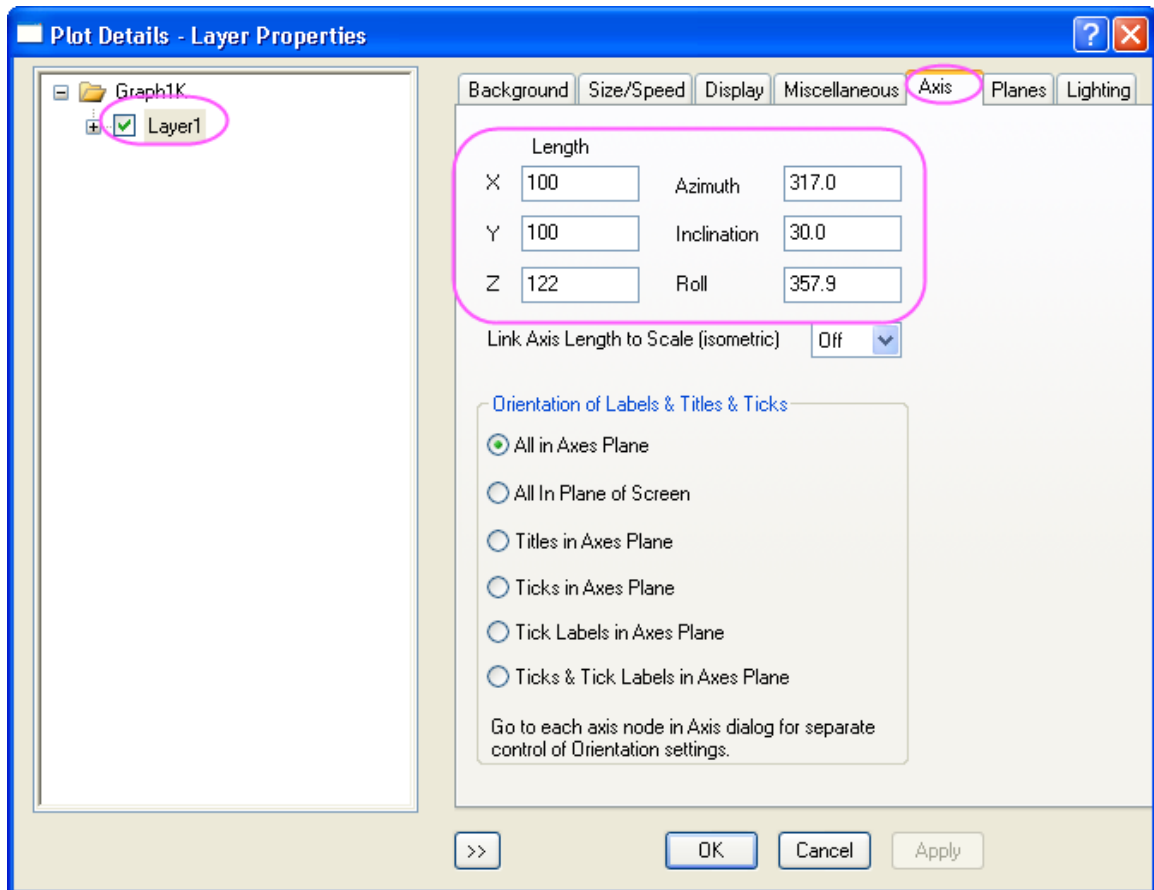 Plot Details - Layer Properties
Graph1K
Layer1
Background Size/Speed Display Miscellaneous Axis Planes Lighting
Length
X 100 Azimuth 317.0
Y 100 Inclination 30.0
Z 122 Roll 357.9
Link Axis Length to Scale (isometric) Off
Orientation of Labels & Titles & Ticks
All in Axes Plane
All In Plane of Screen
Titles in Axes Plane
Ticks in Axes Plane
Tick Labels in Axes Plane
Ticks & Tick Labels in Axes Plane
Go to each axis node in Axis dialog for separate
control of Orientation settings.
>> OK Cancel Apply